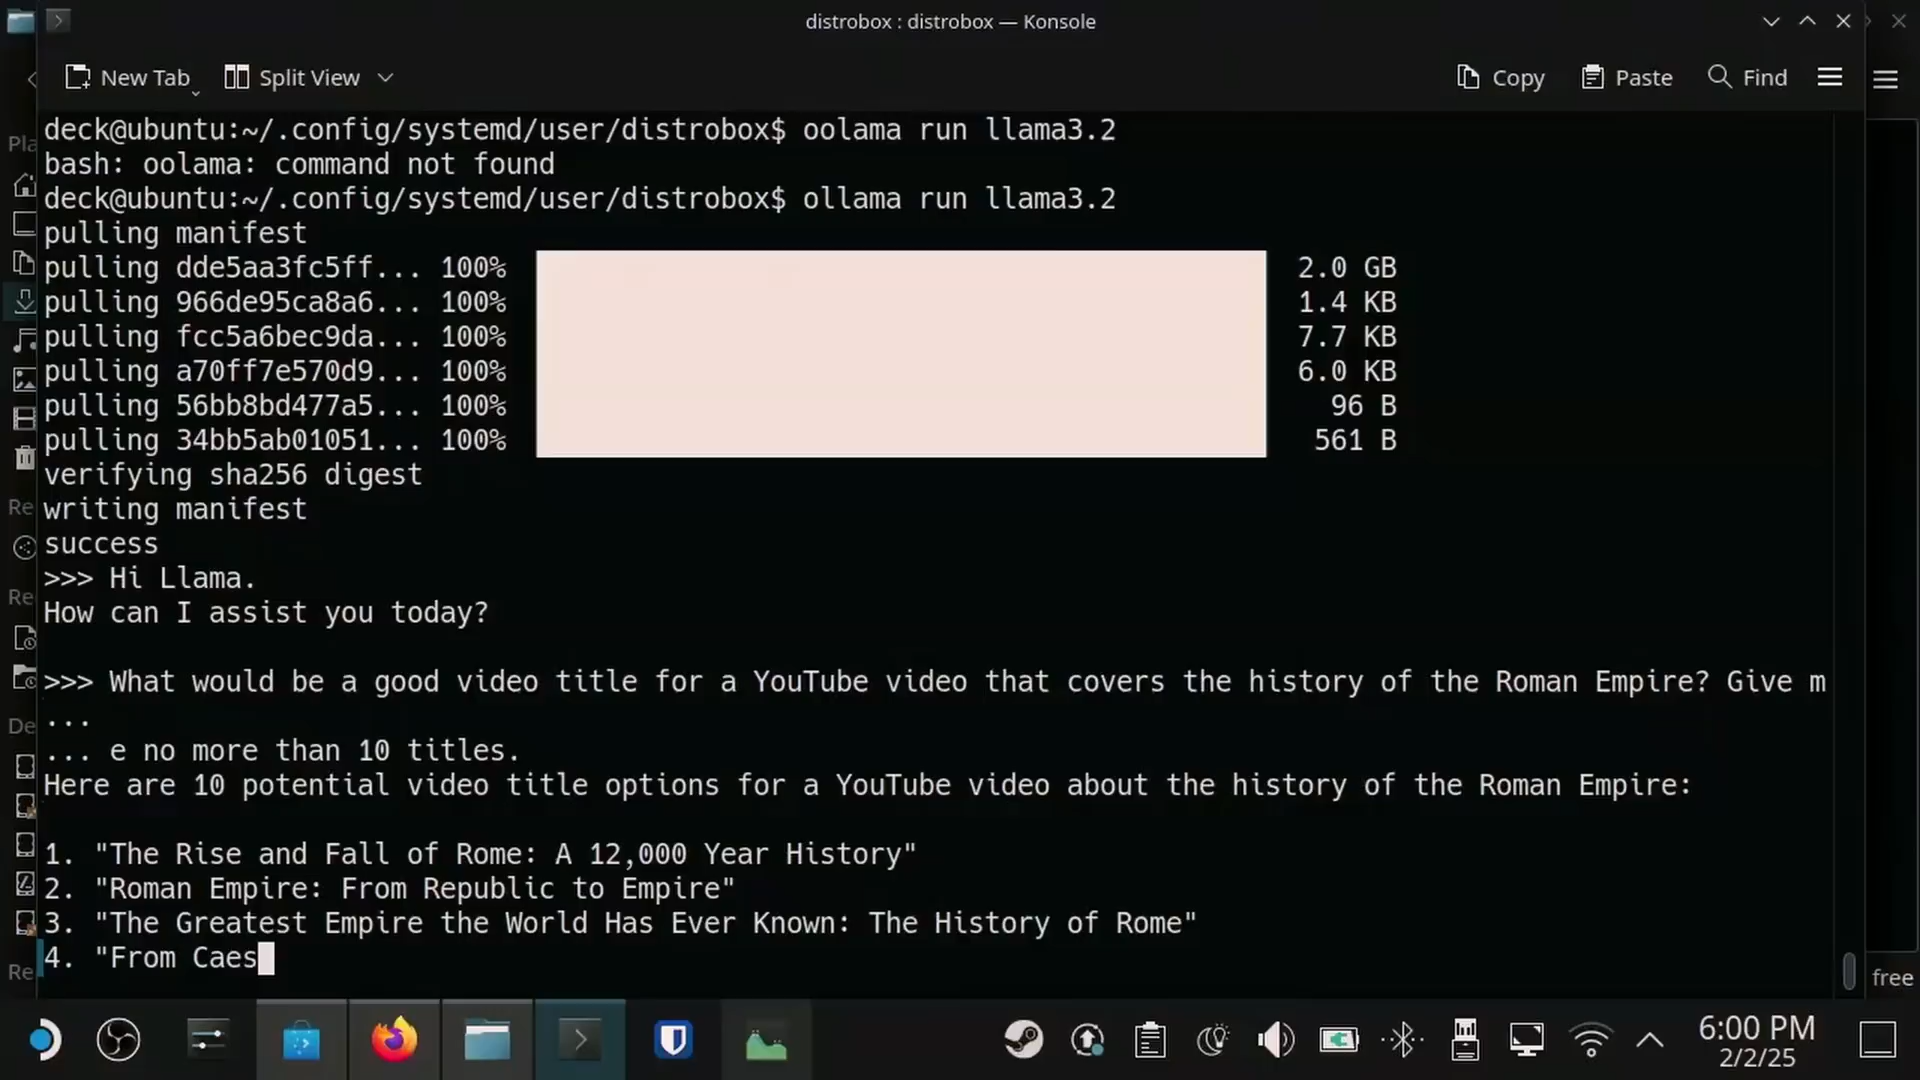 distrobox : distrobox — Konsole
New Tab
Split View
Copy
Paste
Find
deck@ubuntu:~/.config/systemd/user/distrobox$ oolama run llama3.2
bash: oolama: command not found
deck@ubuntu:~/.config/systemd/user/distrobox$ ollama run llama3.2
pulling manifest
pulling dde5aa3fc5ff... 100% 2.0 GB
pulling 966de95ca8a6... 100% 1.4 KB
pulling fcc5a6bec9da... 100% 7.7 KB
pulling a70ff7e570d9... 100% 6.0 KB
pulling 56bb8bd477a5... 100% 96 B
pulling 34bb5ab01051... 100% 561 B
verifying sha256 digest
writing manifest
success
>>> Hi Llama.
How can I assist you today?
>>> What would be a good video title for a YouTube video that covers the history of the Roman Empire? Give m
...
... e no more than 10 titles.
Here are 10 potential video title options for a YouTube video about the history of the Roman Empire:
1. "The Rise and Fall of Rome: A 12,000 Year History"
2. "Roman Empire: From Republic to Empire"
3. "The Greatest Empire the World Has Ever Known: The History of Rome"
4. "From Caes
Pla
Re
Re
De
Re
free
6:00 PM
2/2/25